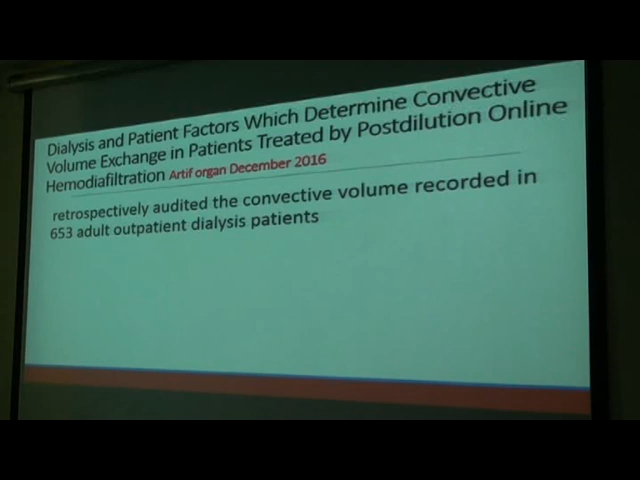 Dialysis and Patient Factors Which Determine Convective
Volume Exchange in Patients Treated by Postdilution Online
Hemodiafiltration Artif organ December 2016
retrospectively audited the convective volume recorded in
653 adult outpatient dialysis patients